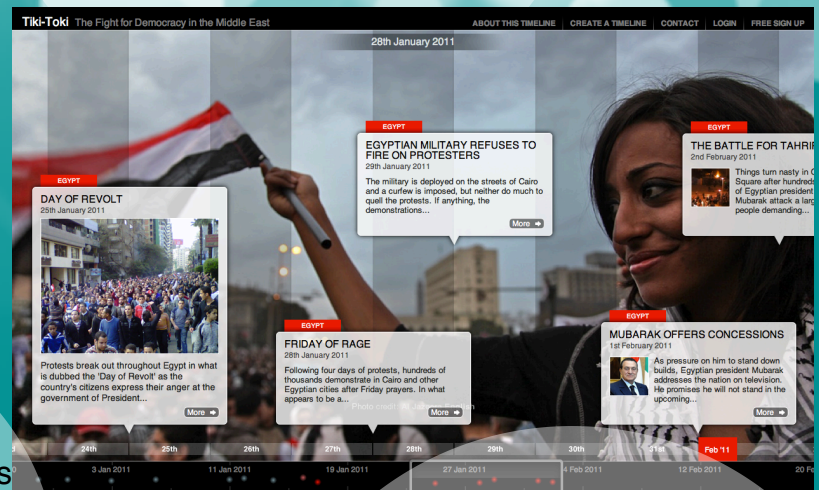 Tiki-Toki The Fight for Democracy in the Middle East
ABOUT THIS TIMELINE CREATE A TIMELINE CONTACT LOGIN FREE SIGN UP
28th January 2011
EGYPT
DAY OF REVOLT
25th January 2011
Protests break out throughout Egypt in what
is dubbed the 'Day of Revolt' as the
country's citizens express their anger at the
government of President...
More
EGYPT
FRIDAY OF RAGE
28th January 2011
Following four days of protests, hundreds of
thousands demonstrate in Cairo and other
Egyptian cities after Friday prayers. In what
appears to be a...
More
Photo credit
EGYPT
EGYPTIAN MILITARY REFUSES TO
FIRE ON PROTESTERS
29th January 2011
The military is deployed on the streets of Cairo
and a curfew is imposed, but neither do much to
quell the protests. If anything, the
demonstrations...
More
EGYPT
MUBARAK OFFERS CONCESSIONS
1st February 2011
As pressure on him to stand down
builds, Egyptian president Mubarak
addresses the nation on television.
He promises he will not stand in the
upcoming...
More
EGYPT
THE BATTLE FOR TAHRIR
2nd February 2011
Things turn nasty in
Square after hundreds
of Egyptian president
Mubarak attack a larg
people demanding...
24th 25th 26th 27th 28th 29th 30th 31st Feb '11
3 Jan 2011 11 Jan 2011 19 Jan 2011 27 Jan 2011 4 Feb 2011 12 Feb 2011 20 Fe
s